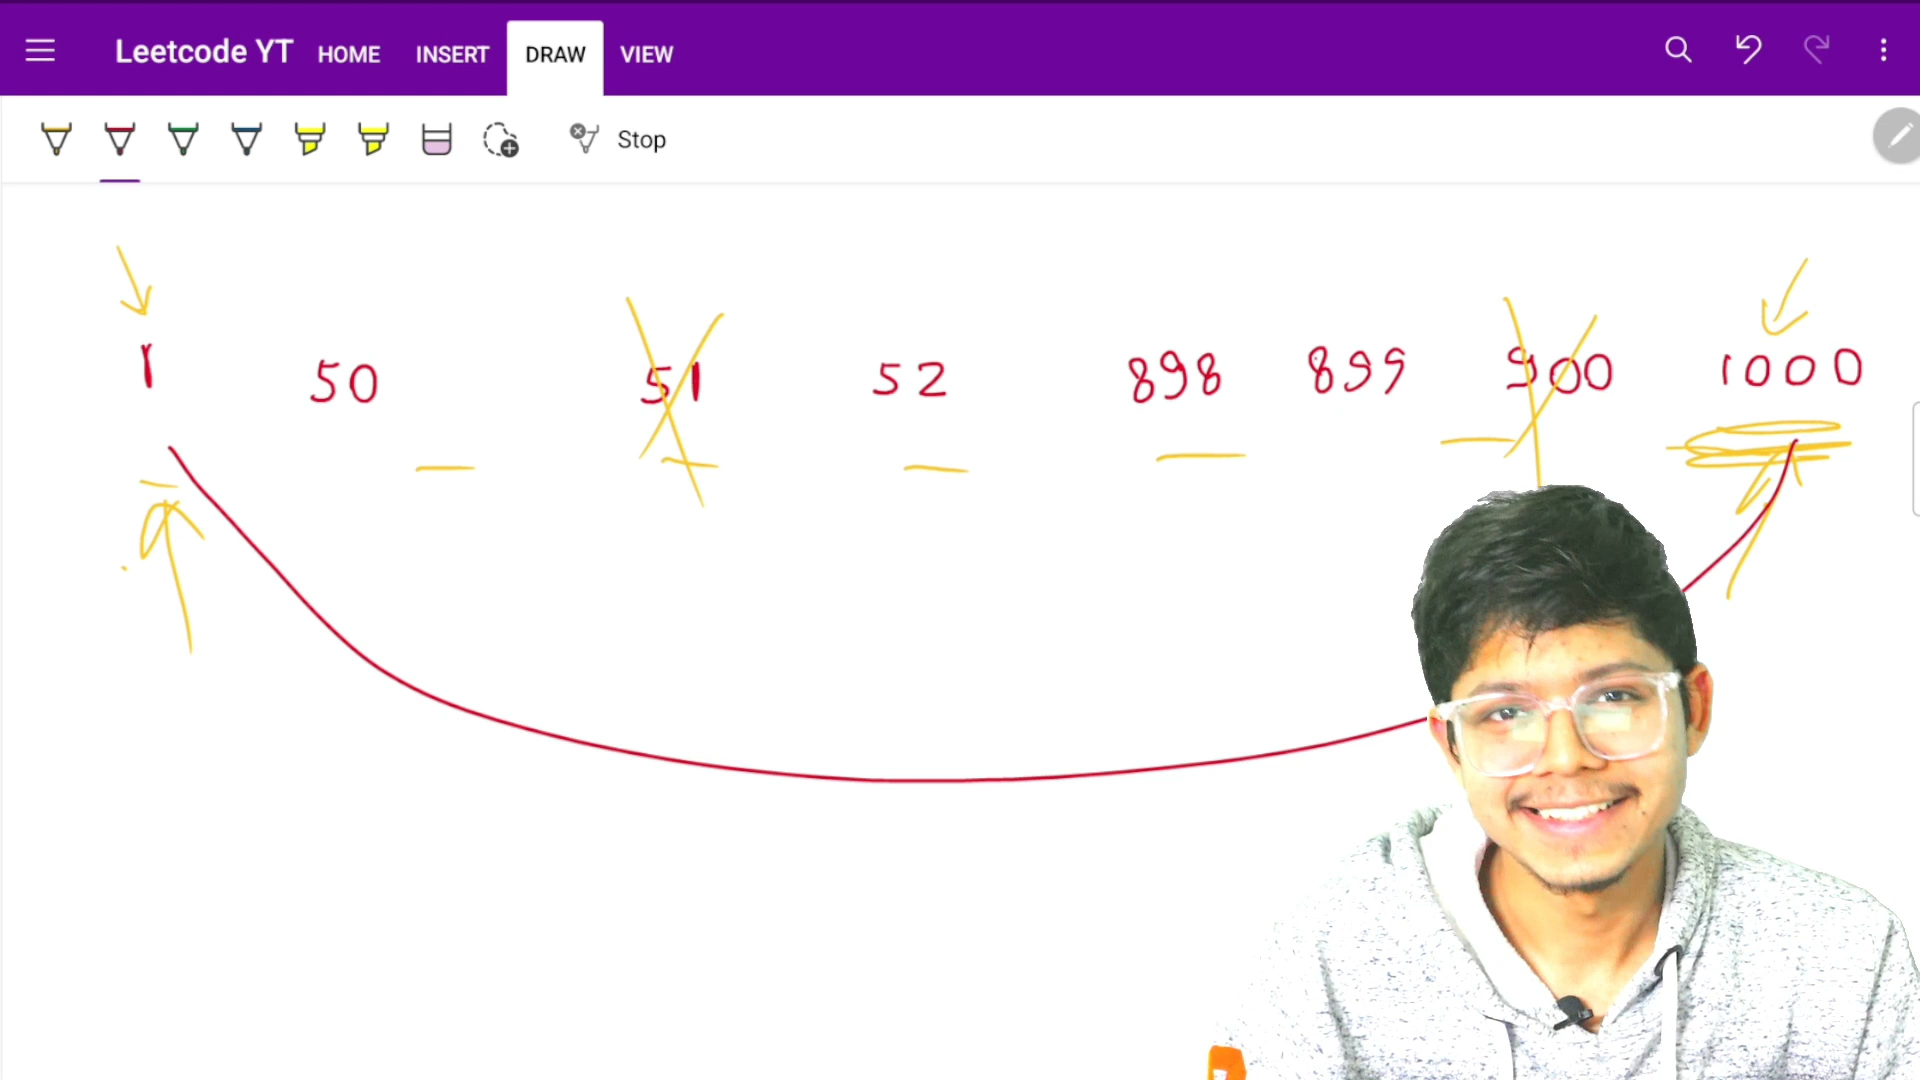 Leetcode YT HOME INSERT DRAW VIEW
Stop
1 50 51 52 898 899 900 1000